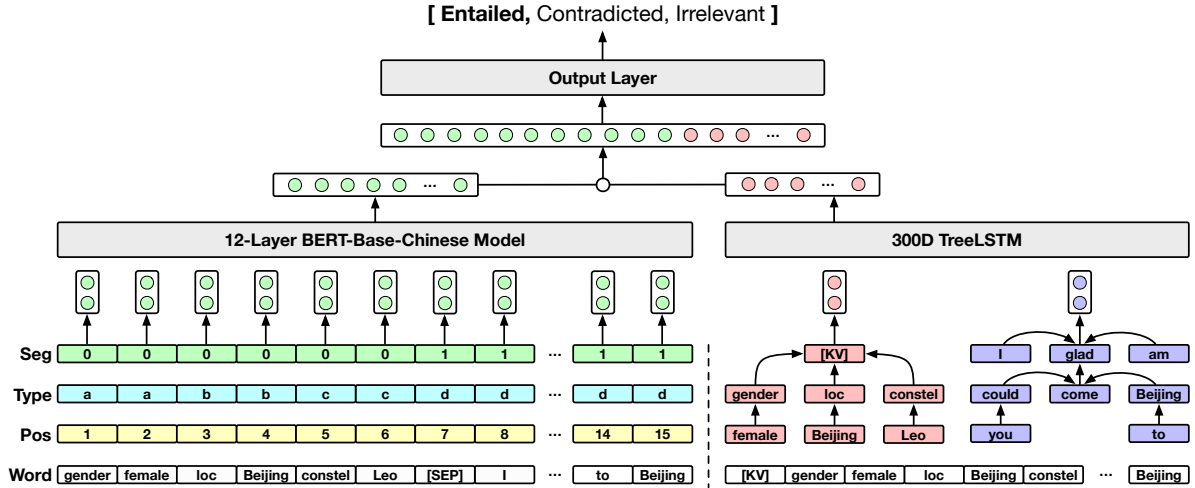 [ Entailed, Contradicted, Irrelevant ]
Output Layer
...
... ...
12-Layer BERT-Base-Chinese Model 300D TreeLSTM
Seg 0 0 0 0 0 0 1 1 ... 1 1 [KV] I glad am
Type a a b b c c d d ... d d gender loc constel could come Beijing
Pos 1 2 3 4 5 6 7 8 ... 14 15 female Beijing Leo you to
Word gender female loc Beijing constel Leo [SEP] I ... to Beijing [KV] gender female loc Beijing constel ... Beijing